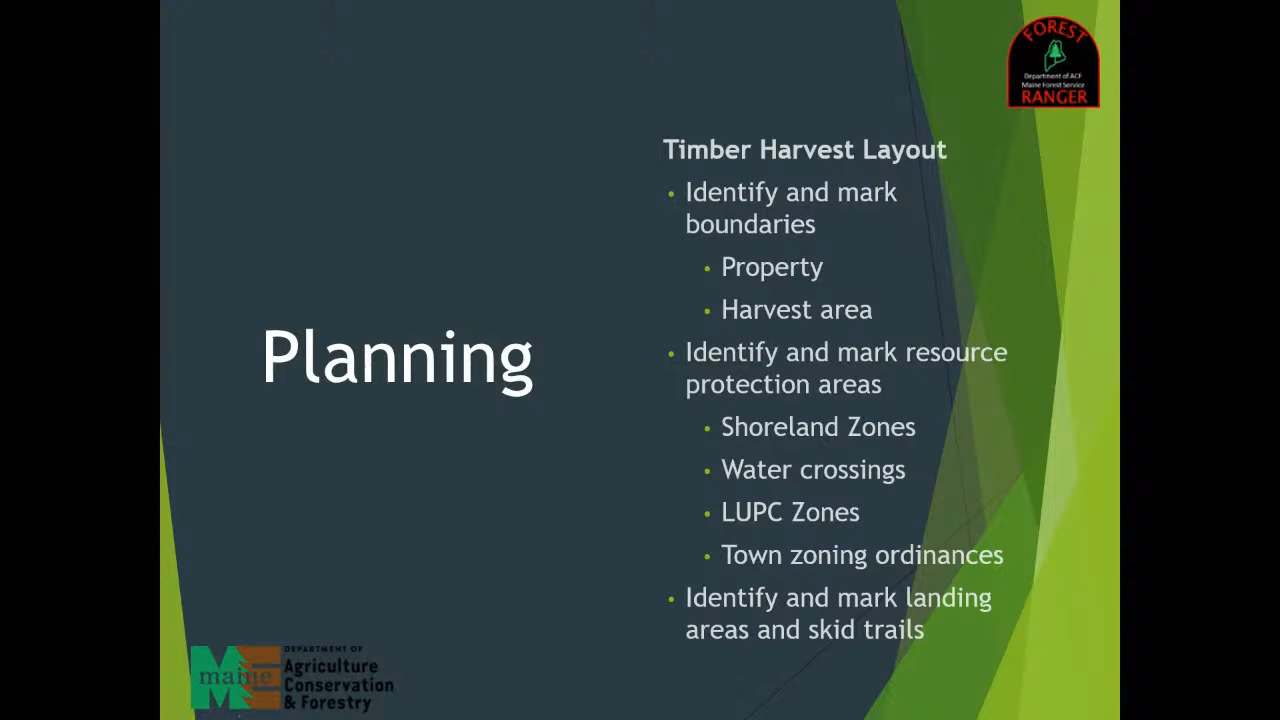 FOREST
Department of ACF
Maine Forest Service
RANGER
Timber Harvest Layout
• Identify and mark
boundaries
• Property
• Harvest area
Planning
• Identify and mark resource
protection areas
• Shoreland Zones
• Water crossings
• LUPC Zones
• Town zoning ordinances
• Identify and mark landing
areas and skid trails
maine
DEPARTMENT OF
Agriculture
Conservation
& Forestry